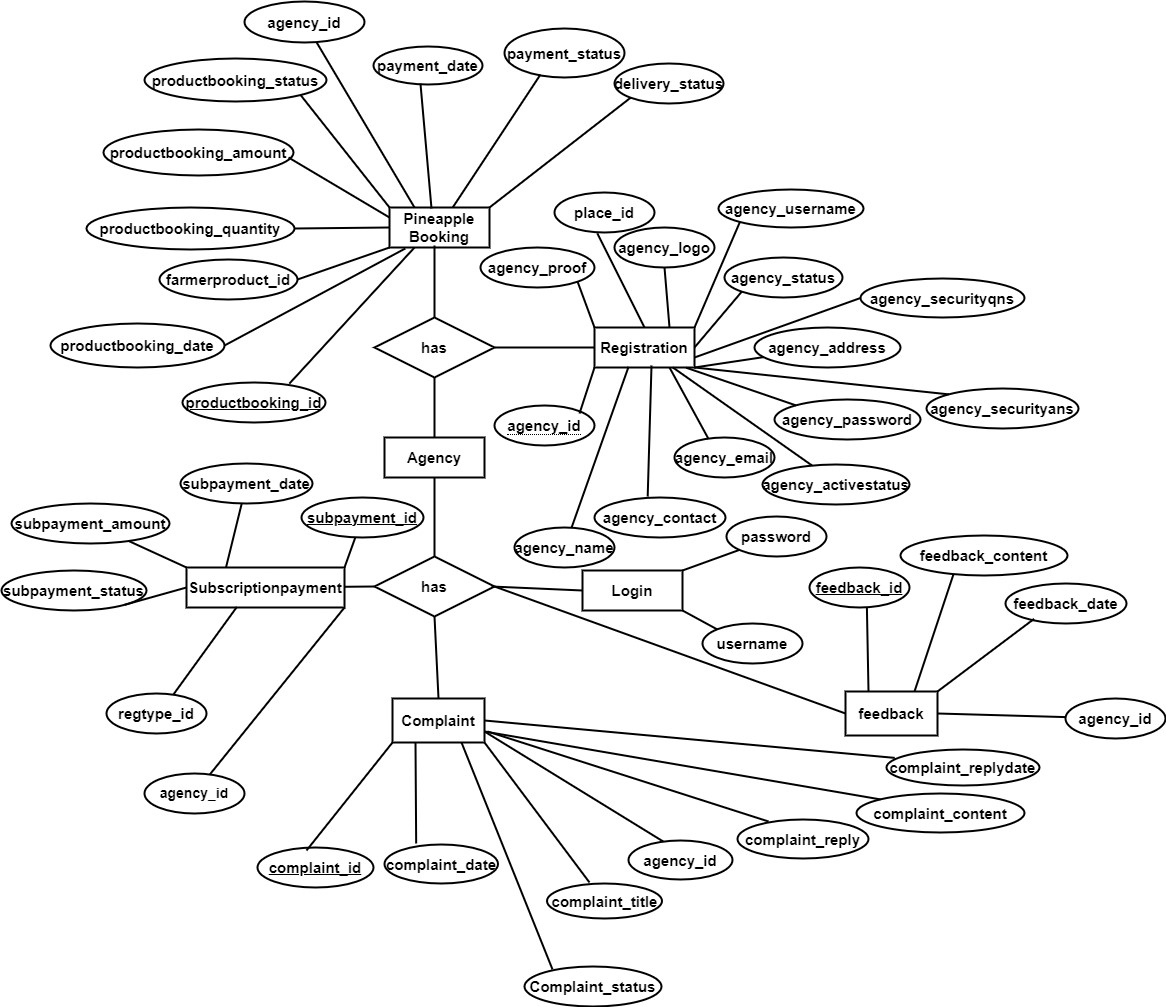 agency_id
payment_date
payment_status
productbooking_status
delivery_status
productbooking_amount
productbooking_quantity
farmerproduct_id
productbooking_date
productbooking_id
Pineapple
Booking
place_id
agency_username
agency_logo
agency_proof
agency_status
agency_securityqns
has
Registration
agency_address
agency_securityans
agency_password
agency_id
agency_email
agency_activestatus
agency_contact
agency_name
Agency
subpayment_date
subpayment_amount
subpayment_id
subpayment_status
Subscriptionpayment
has
Login
password
username
regtype_id
agency_id
feedback_content
feedback_id
feedback_date
feedback
agency_id
Complaint
complaint_replydate
complaint_content
complaint_reply
agency_id
complaint_title
Complaint_status
complaint_date
complaint_id